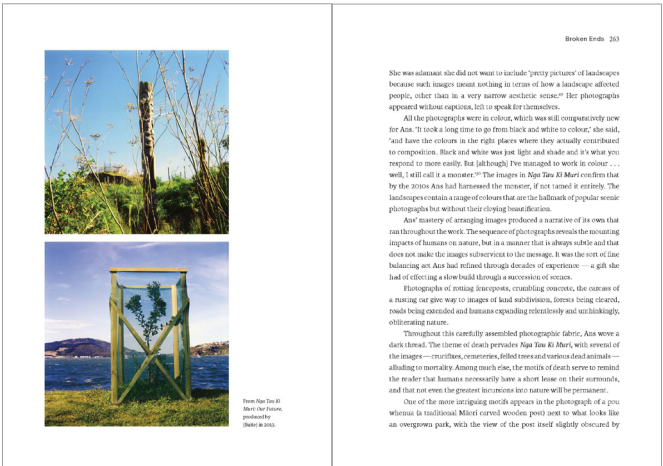 From Nga Tau Ki
Muri: Our Future,
produced by
{Suite} in 2013.
Broken Ends 263
She was adamant she did not want to include ‘pretty pictures’ of landscapes
because such images meant nothing in terms of how a landscape affected
people, other than in a very narrow aesthetic sense. Her photographs
appeared without captions, left to speak for themselves.
All the photographs were in colour, which was still comparatively new
for Ans. ‘It took a long time to go from black and white to colour,’ she said,
‘and have the colours in the right places where they actually contributed
to composition. Black and white was just light and shade and it’s what you
respond to more easily. But [although] I’ve managed to work in colour . . .
well, I still call it a monster.’ The images in Nga Tau Ki Muri confirm that
by the 2010s Ans had harnessed the monster, if not tamed it entirely. The
landscapes contain a range of colours that are the hallmark of popular scenic
photographs but without their cloying beautification.
Ans’ mastery of arranging images produced a narrative of its own that
ran throughout the work. The sequence of photographs reveals the mounting
impacts of humans on nature, but in a manner that is always subtle and that
does not make the images subservient to the message. It was the sort of fine
balancing act Ans had refined through decades of experience — a gift she
had of effecting a slow build through a succession of scenes.
Photographs of rotting fenceposts, crumbling concrete, the carcass of
a rusting car give way to images of land subdivision, forests being cleared,
roads being extended and humans expanding relentlessly and unthinkingly,
obliterating nature.
Throughout this carefully assembled photographic fabric, Ans wove a
dark thread. The theme of death pervades Nga Tau Ki Muri, with several of
the images — crucifixes, cemeteries, felled trees and various dead animals —
alluding to mortality. Among much else, the motifs of death serve to remind
the reader that humans necessarily have a short lease on their surrounds,
and that not even the greatest incursions into nature will be permanent.
One of the more intriguing motifs appears in the photograph of a pou
whenua (a traditional Māori carved wooden post) next to what looks like
an overgrown park, with the view of the post itself slightly obscured by